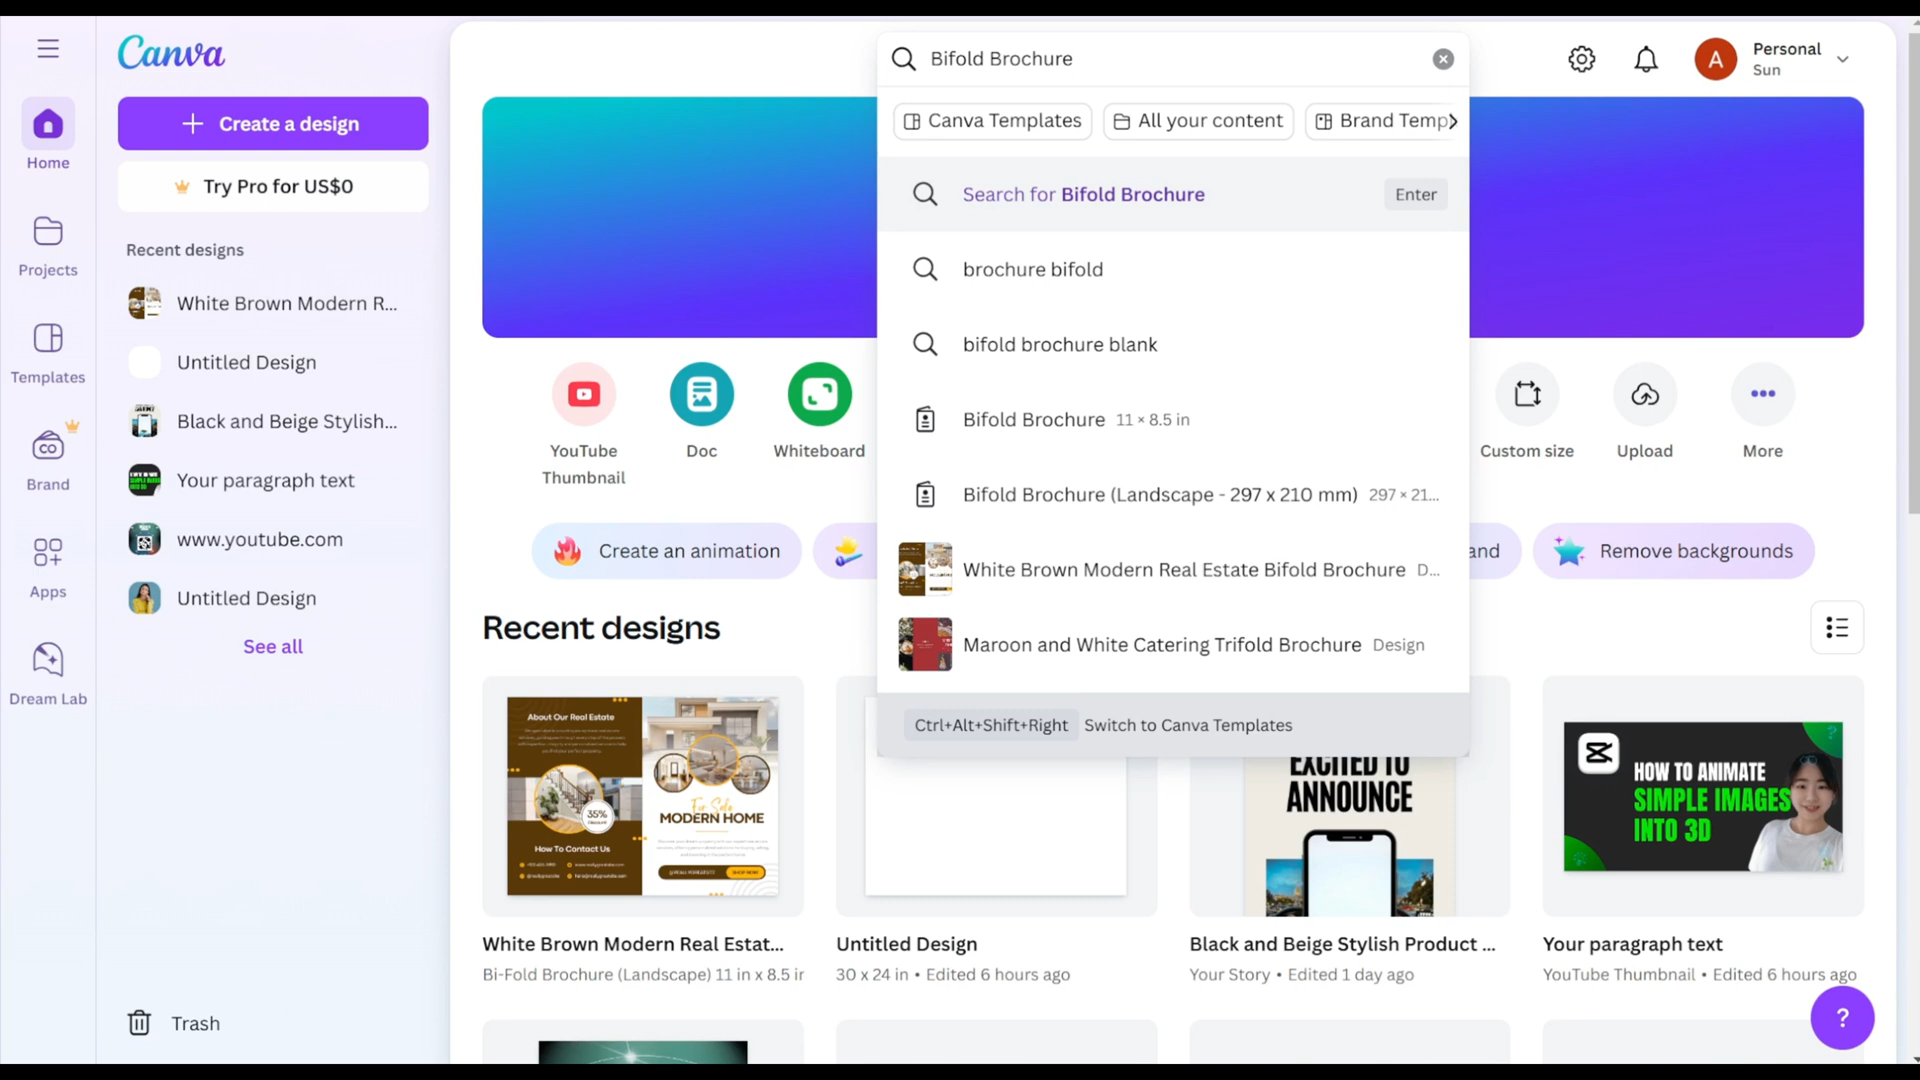 Canva
Create a design
Try Pro for US$0
Home
Projects
Templates
Brand
Apps
Dream Lab
Recent designs
White Brown Modern R...
Untitled Design
Black and Beige Stylish...
Your paragraph text
www.youtube.com
Untitled Design
See all
Trash
Bifold Brochure
Canva Templates
All your content
Brand Temp
Search for Bifold Brochure
Enter
brochure bifold
bifold brochure blank
Bifold Brochure 11 × 8.5 in
Bifold Brochure (Landscape - 297 x 210 mm) 297 × 21...
White Brown Modern Real Estate Bifold Brochure D...
Maroon and White Catering Trifold Brochure Design
Ctrl+Alt+Shift+Right Switch to Canva Templates
A
Personal
Sun
YouTube
Thumbnail
Doc
Whiteboard
Custom size
Upload
More
Create an animation
and
Remove backgrounds
Recent designs
About Our Real Estate
35%
How To Contact Us
For Sale
MODERN HOME
SHOP NOW
White Brown Modern Real Estat...
Bi-Fold Brochure (Landscape) 11 in x 8.5 ir
Untitled Design
30 x 24 in • Edited 6 hours ago
EXCITED TO
ANNOUNCE
Black and Beige Stylish Product ...
Your Story • Edited 1 day ago
HOW TO ANIMATE
SIMPLE IMAGES
INTO 3D
Your paragraph text
YouTube Thumbnail • Edited 6 hours ago
?